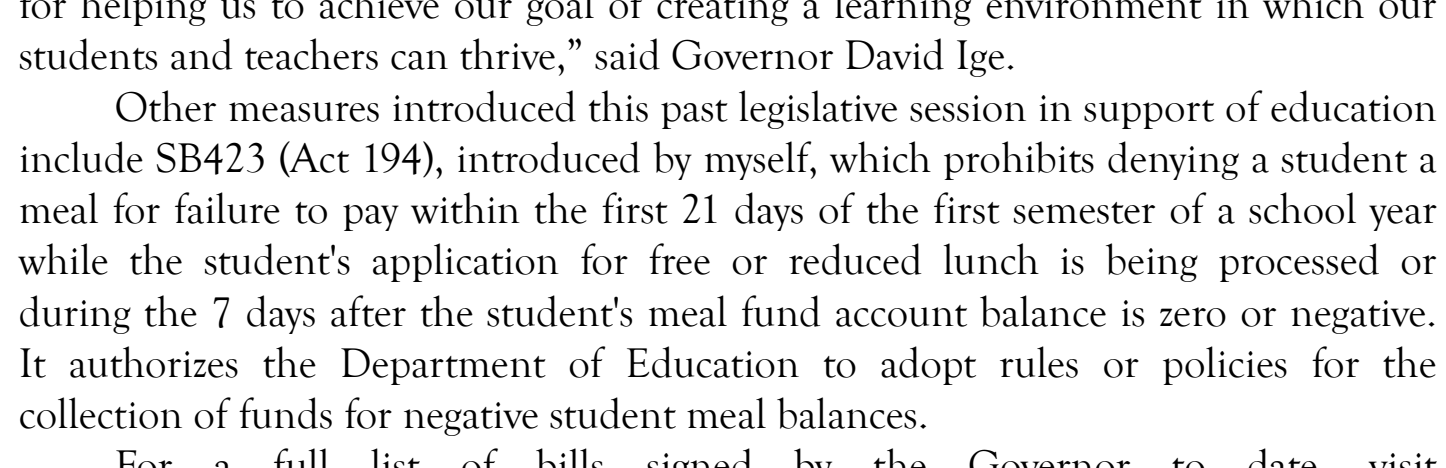 for helping us to achieve our goal of creating a learning environment in which our
students and teachers can thrive,” said Governor David Ige.
Other measures introduced this past legislative session in support of education
include SB423 (Act 194), introduced by myself, which prohibits denying a student a
meal for failure to pay within the first 21 days of the first semester of a school year
while the student's application for free or reduced lunch is being processed or
during the 7 days after the student's meal fund account balance is zero or negative.
It authorizes the Department of Education to adopt rules or policies for the
collection of funds for negative student meal balances.
For a full list of bills signed by the Governor to date, visit